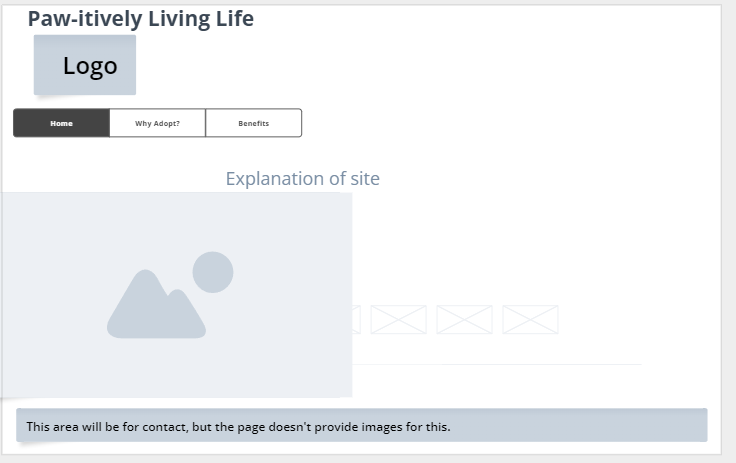 Paw-itively Living Life
Logo
Home
Why Adopt?
Benefits
Explanation of site
This area will be for contact, but the page doesn't provide images for this.